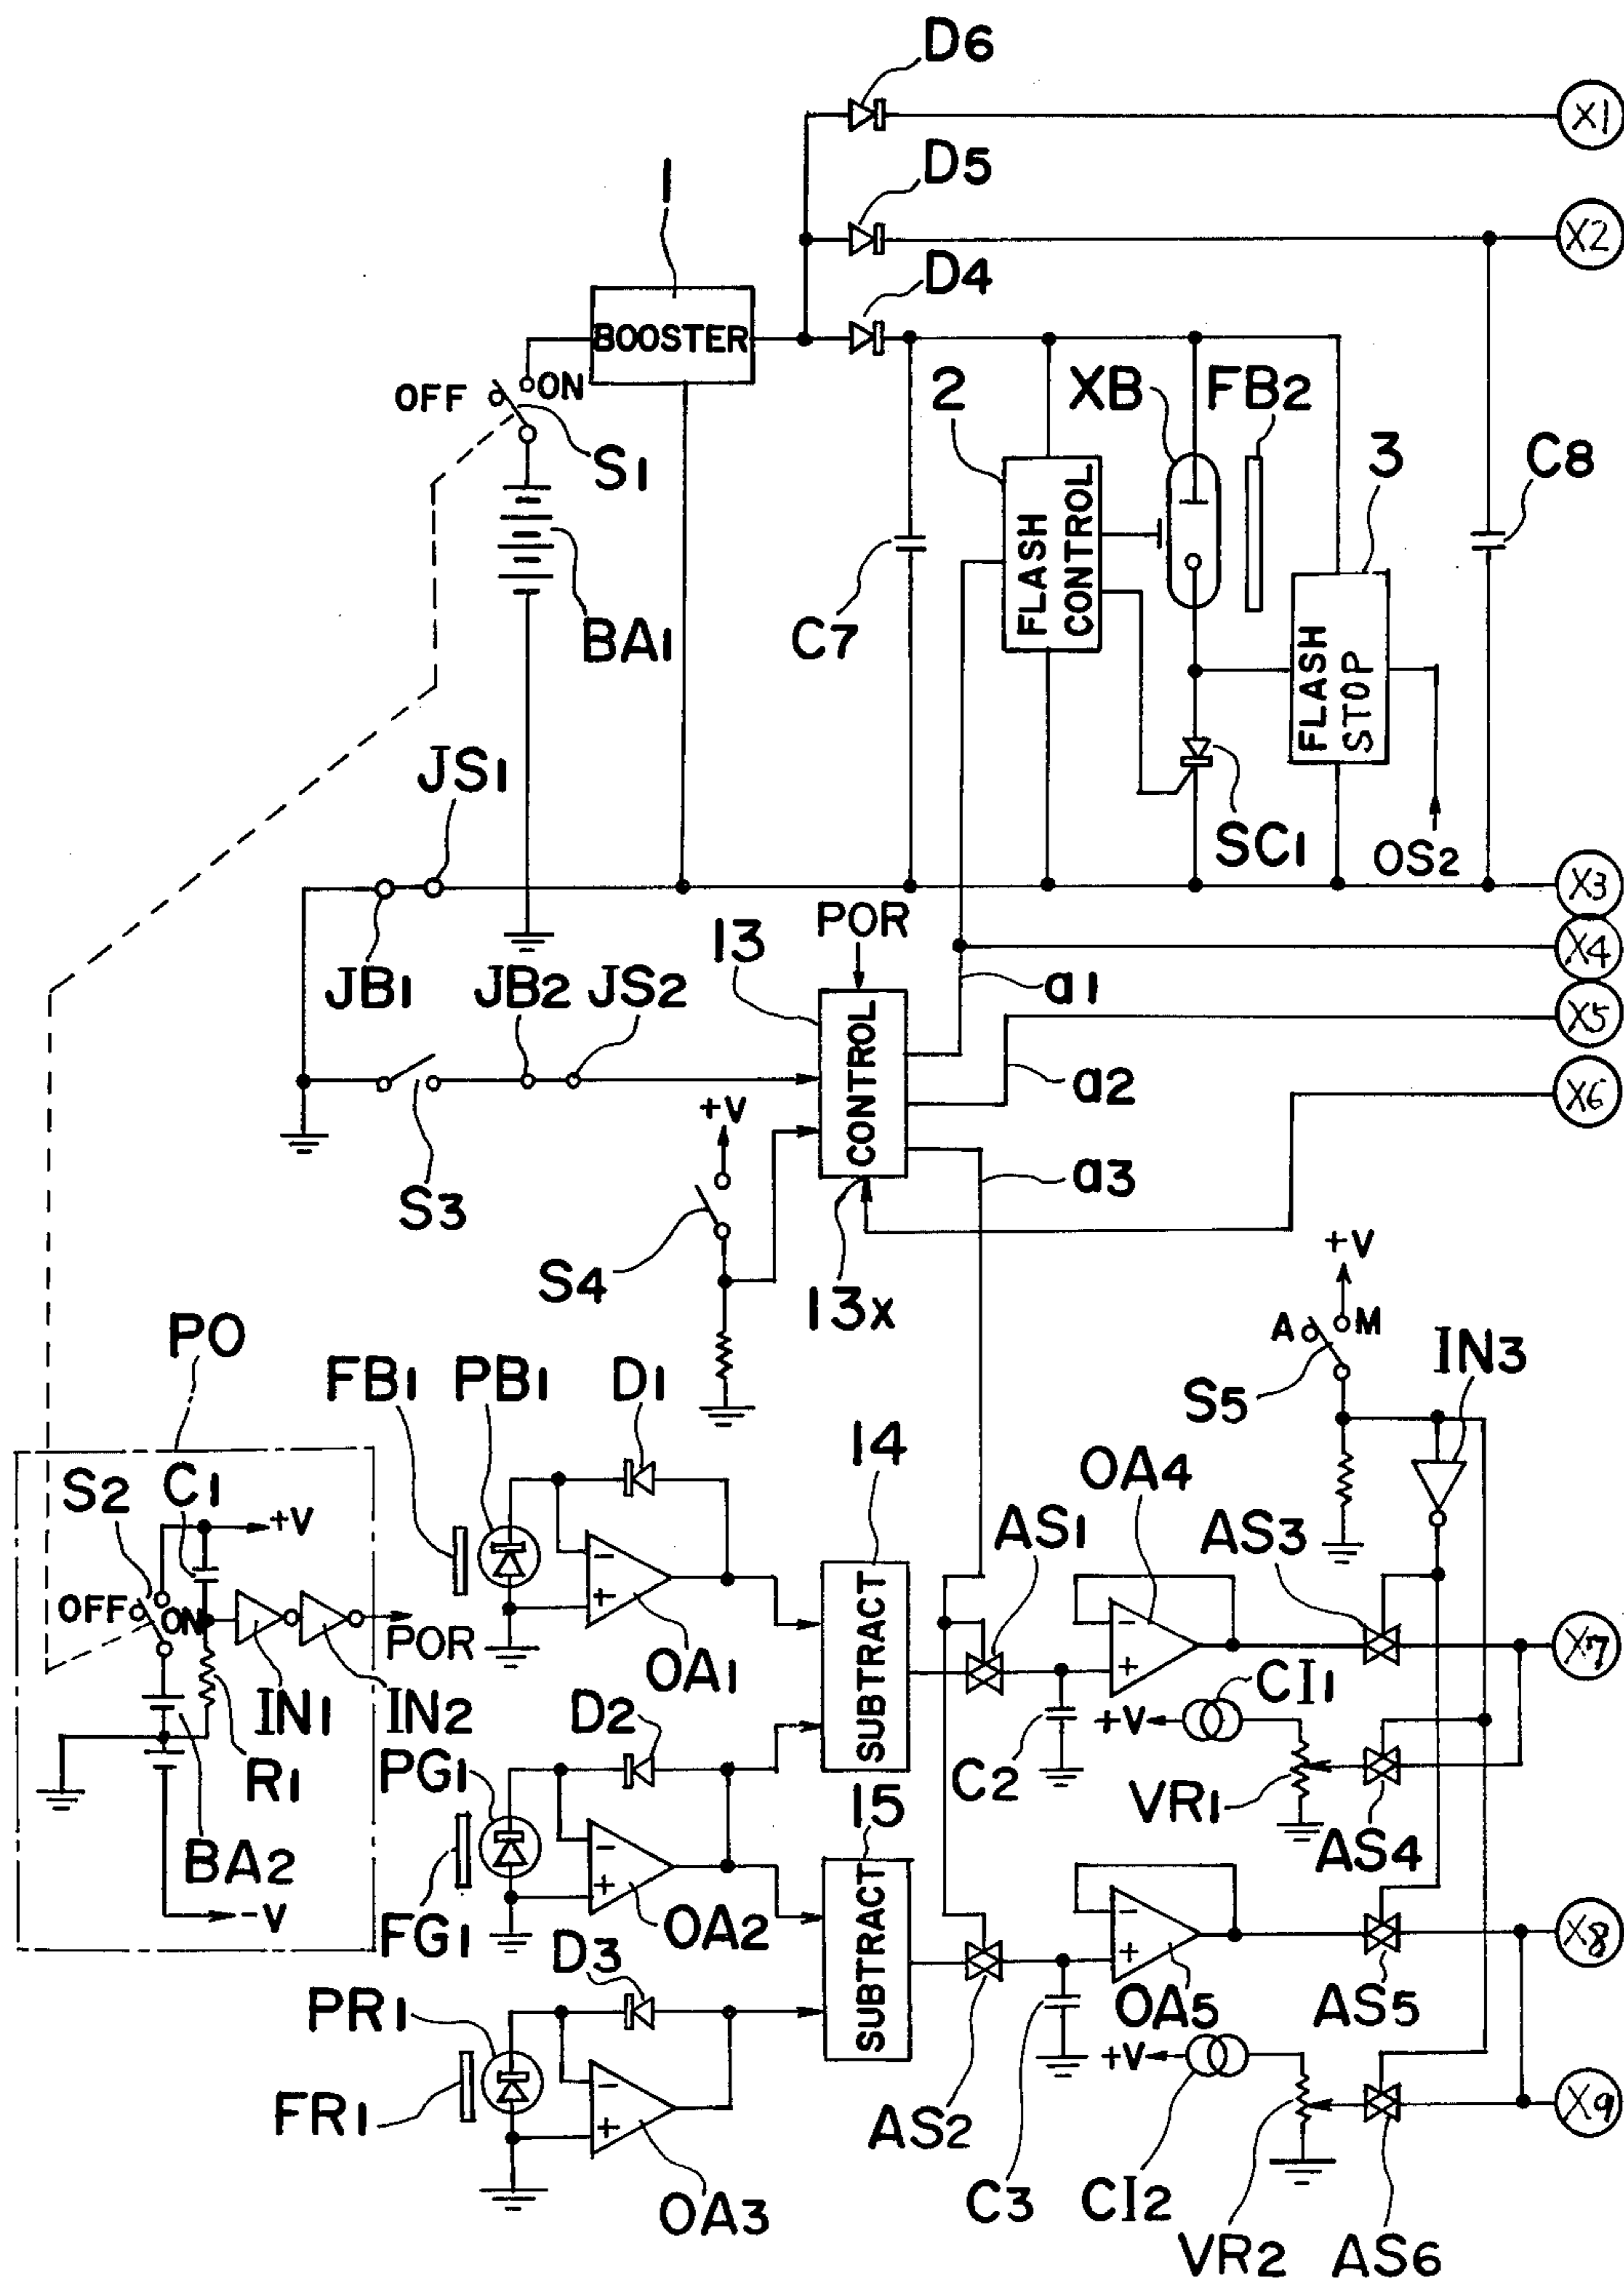 D6
X1
D5
X2
1
D4
BOOSTER
OFF
ON
2
XB
FB2
3
C8
S1
FLASH CONTROL
BA1
C7
FLASH STOP
JS1
SC1
OS2
X3
13
POR
X4
JB1
JB2
JS2
a1
X5
CONTROL
a2
X6
+V
S3
a3
S4
13x
+V
PO
A
M
IN3
FB1
PB1
D1
S5
14
OA4
S2
C1
+V
AS1
AS3
OFF
ON
-
+
SUBTRACT
-
POR
OA1
+
X7
IN1
IN2
D2
CI1
+V
R1
PG1
C2
VR1
15
AS4
BA2
-
+
SUBTRACT
-V
FG1
OA2
-
+
X8
D3
PR1
OA5
AS5
+V
FR1
-
+
AS2
X9
OA3
C3
CI2
VR2
AS6